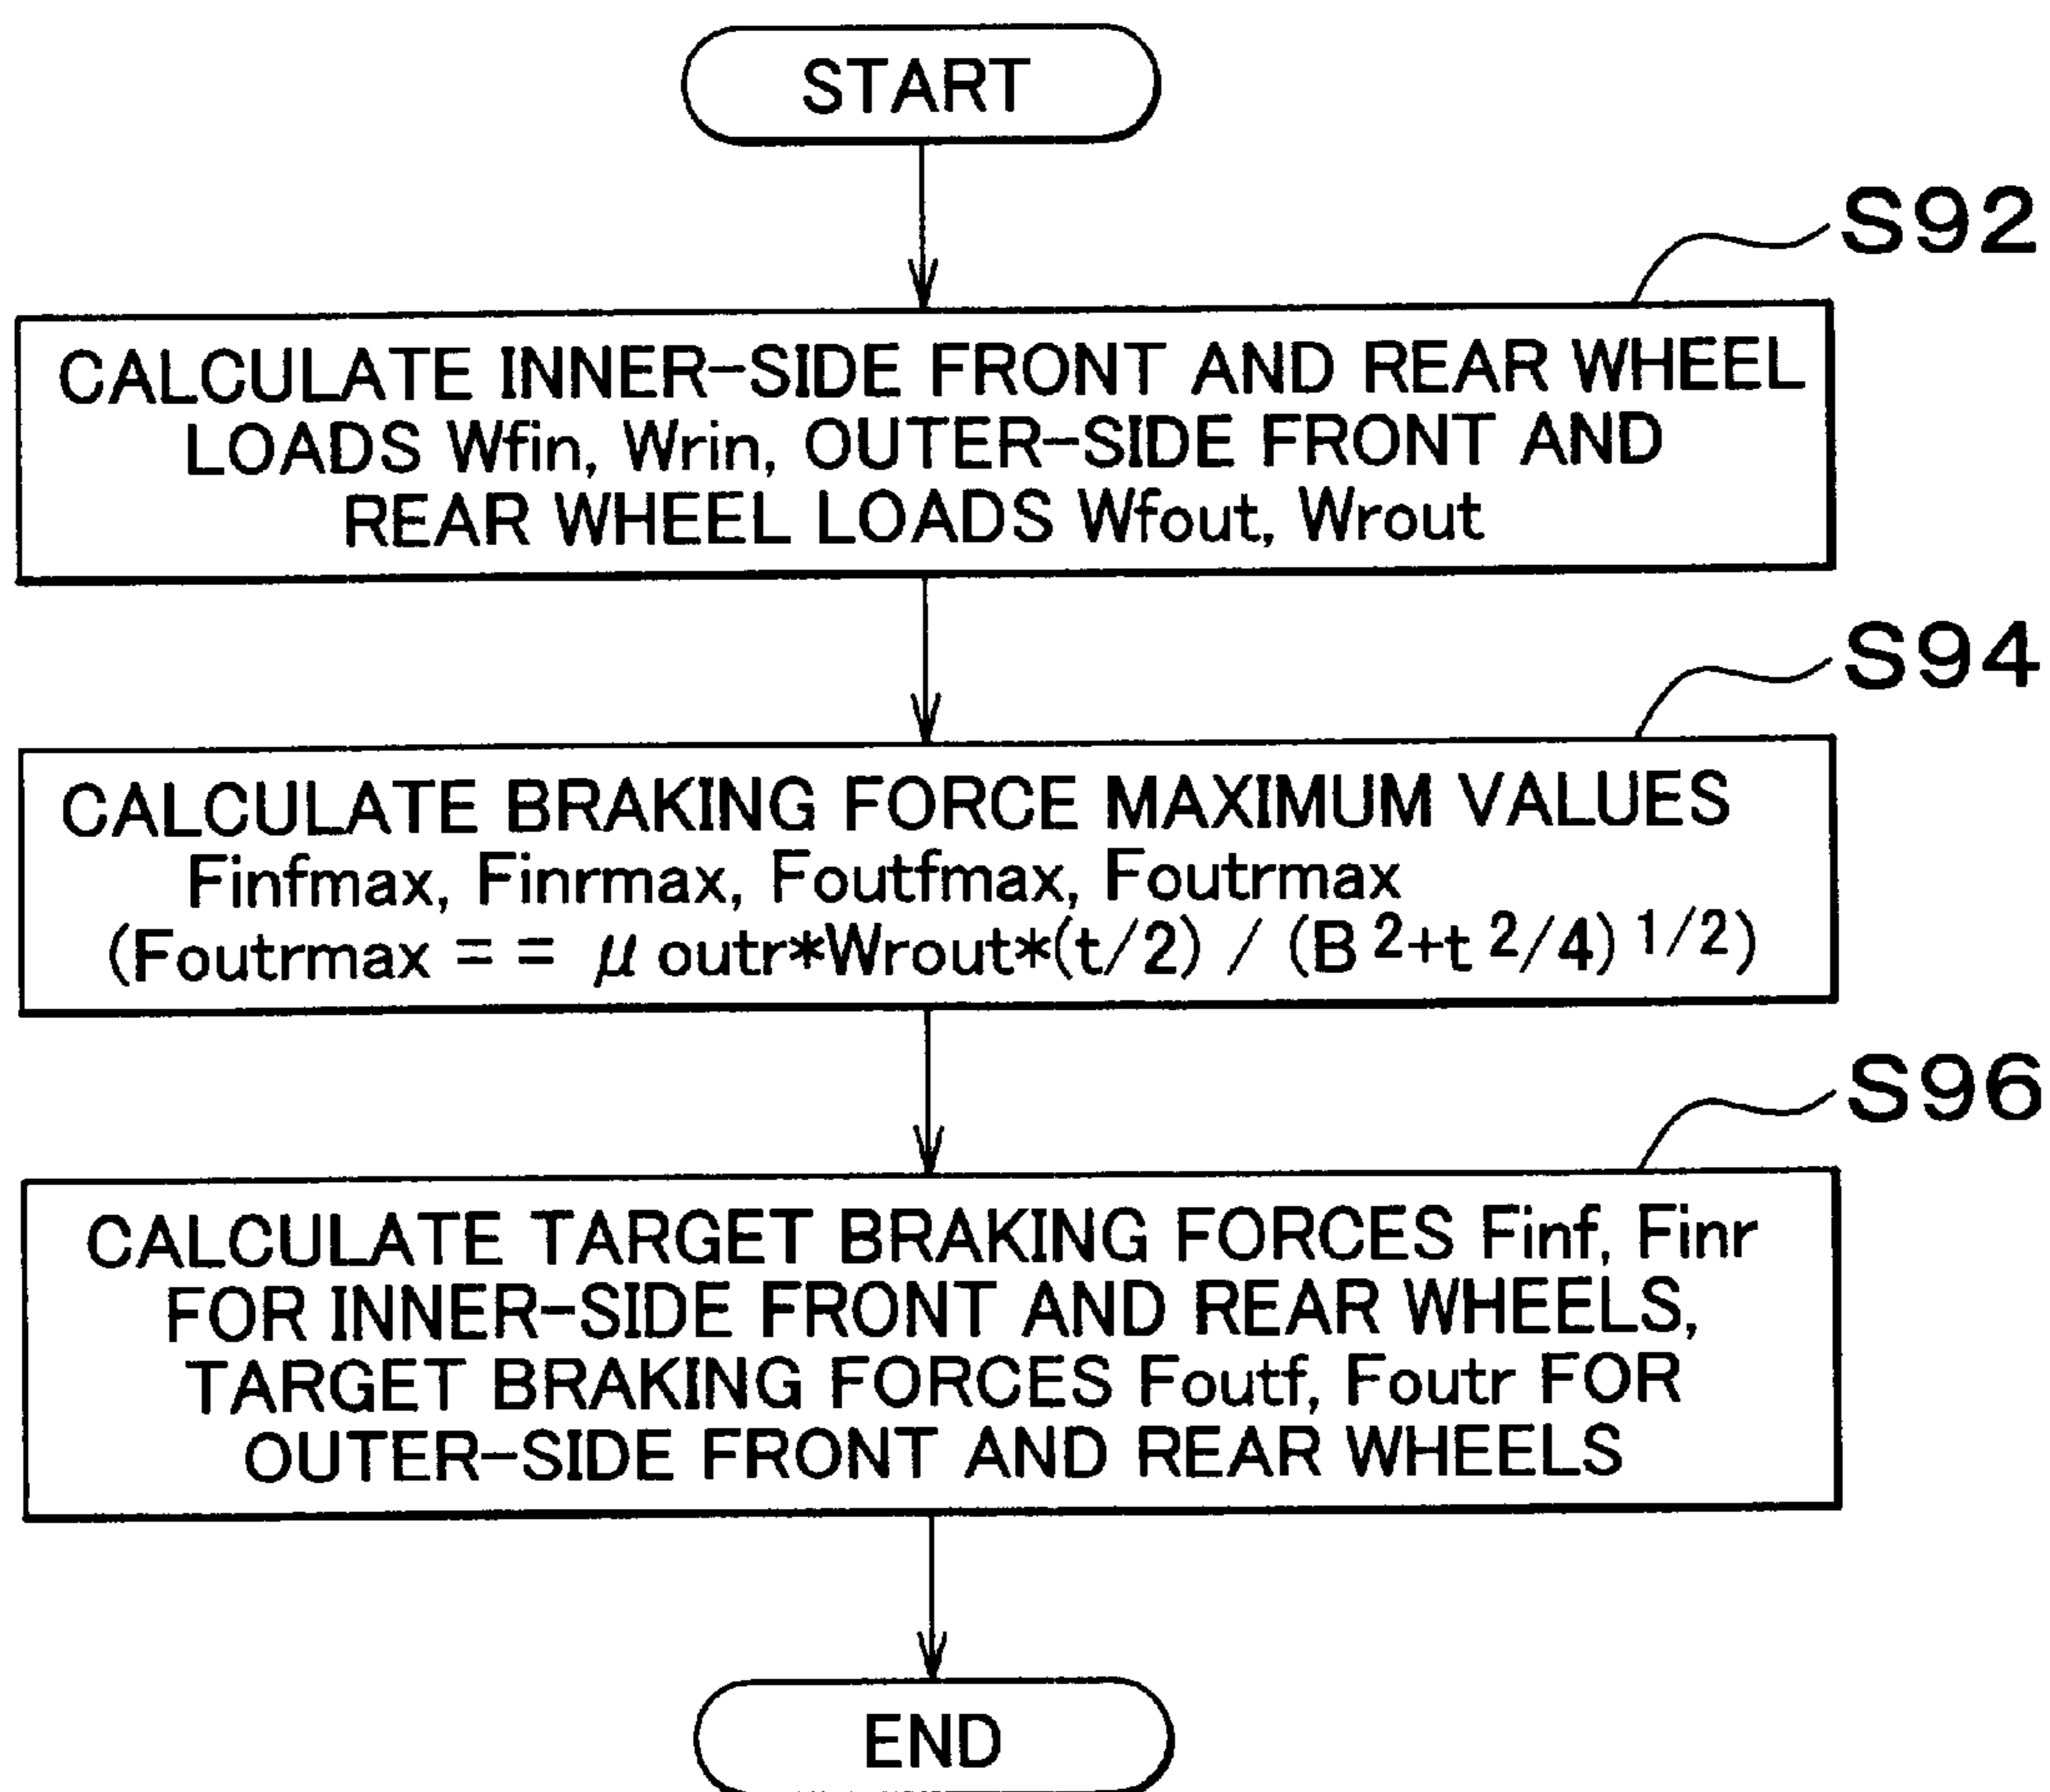 START
S92
CALCULATE INNER-SIDE FRONT AND REAR WHEEL
LOADS Wfin, Wrin, OUTER-SIDE FRONT AND
REAR WHEEL LOADS Wfout, Wrout
S94
CALCULATE BRAKING FORCE MAXIMUM VALUES
Finfmax, Finrmax, Foutfmax, Foutrmax
(Foutrmax = = μ outr*Wrout*(t/2) / (B 2+t 2/4) 1/2)
S96
CALCULATE TARGET BRAKING FORCES Finf, Finr
FOR INNER-SIDE FRONT AND REAR WHEELS,
TARGET BRAKING FORCES Foutf, Foutr FOR
OUTER-SIDE FRONT AND REAR WHEELS
END